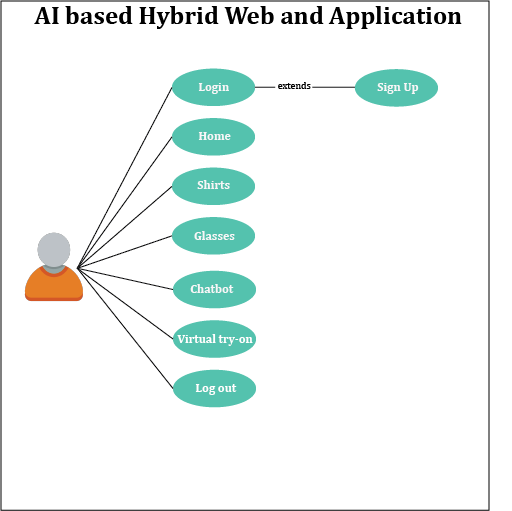 AI based Hybrid Web and Application
Login
extends
Sign Up
Home
Shirts
Glasses
Chatbot
Virtual try-on
Log out